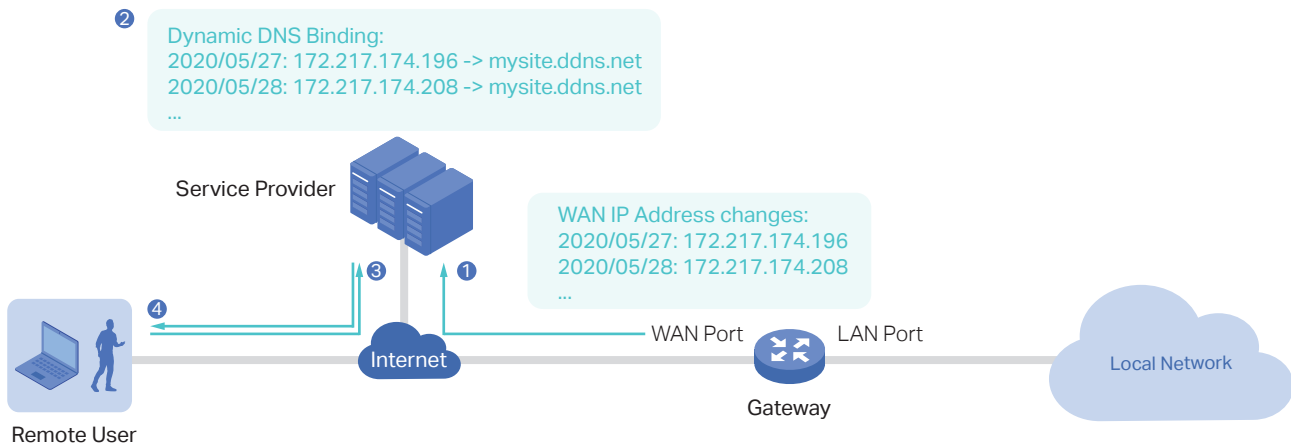 2
Dynamic DNS Binding:
2020/05/27: 172.217.174.196 -> mysite.ddns.net
2020/05/28: 172.217.174.208 -> mysite.ddns.net
...
Service Provider
WAN IP Address changes:
2020/05/27: 172.217.174.196
2020/05/28: 172.217.174.208
...
3
1
4
WAN Port
LAN Port
Internet
Local Network
Gateway
Remote User